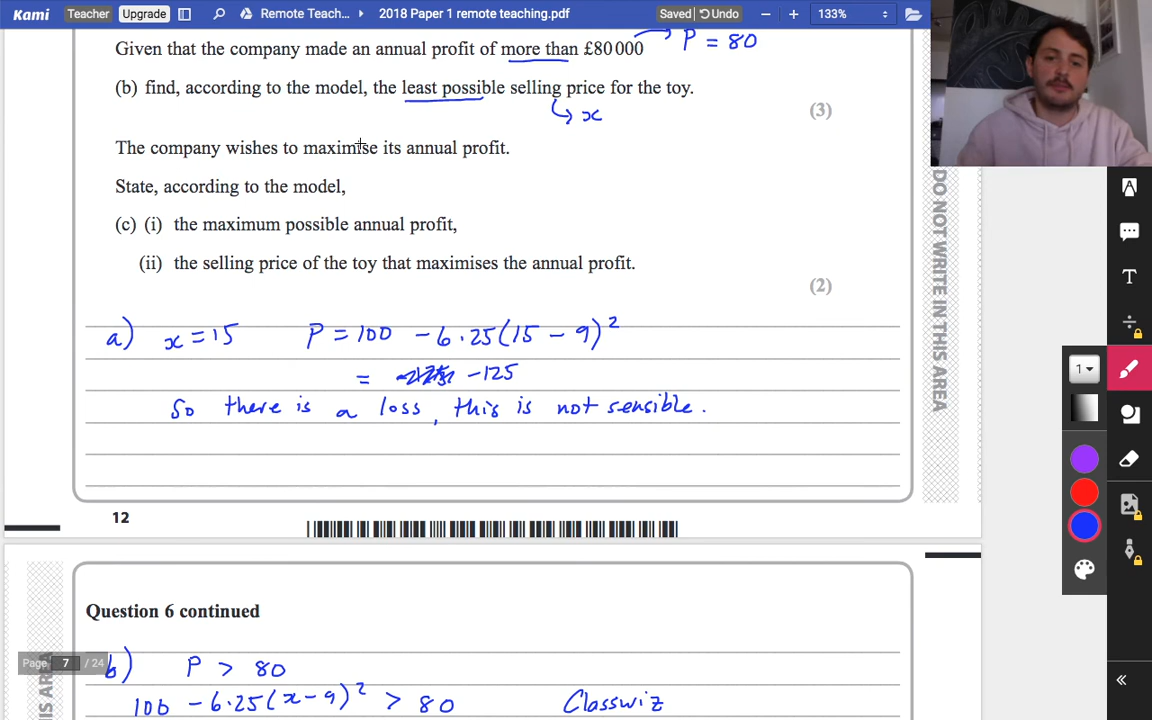 Kami
Teacher
Upgrade
Remote Teach...
2018 Paper 1 remote teaching.pdf
Saved
Undo
133%
Given that the company made an annual profit of more than £80 000
P = 80
(b) find, according to the model, the least possible selling price for the toy.
x
(3)
The company wishes to maximise its annual profit.
State, according to the model,
(c) (i) the maximum possible annual profit,
(ii) the selling price of the toy that maximises the annual profit.
(2)
a) x = 15 P = 100 - 6.25(15 - 9)²
= -125
So there is a loss, this is not sensible.
DO NOT WRITE IN THIS AREA
12
Question 6 continued
Page 7 / 24
b) P > 80
100 - 6.25(x - 9)² > 80 Classwiz
IS AREA
T
1